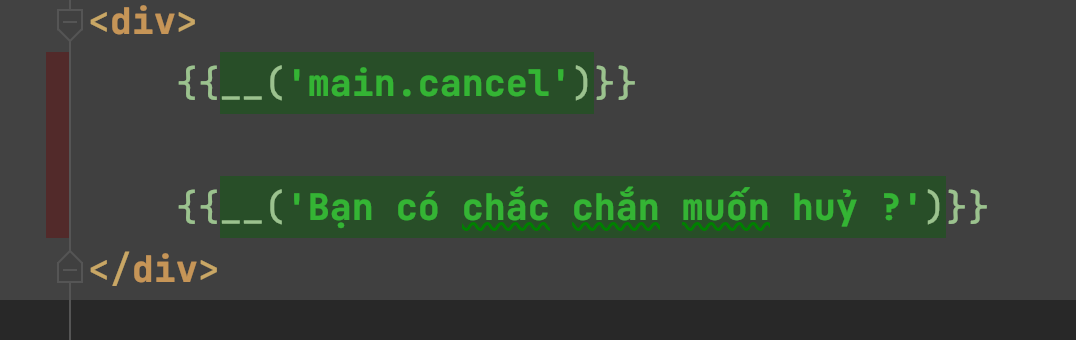 <div>
{{__('main.cancel')}}
{{__('Bạn có chắc chắn muốn huỷ ?')}}
</div>